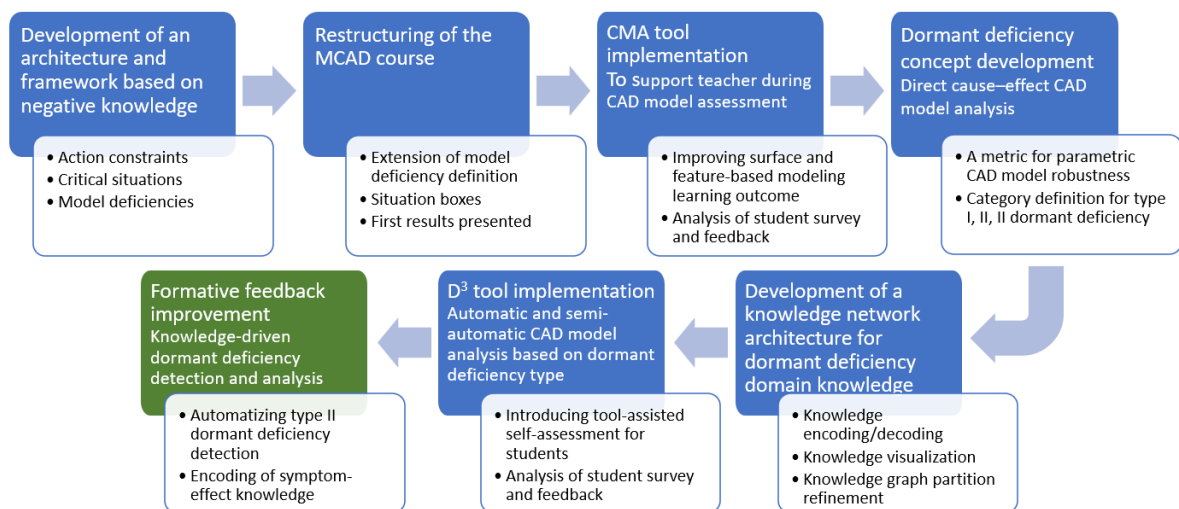 Development of an
architecture and
framework based on
negative knowledge
• Action constraints
• Critical situations
• Model deficiencies
Restructuring of the
MCAD course
• Extension of model
deficiency definition
• Situation boxes
• First results presented
CMA tool
implementation
To support teacher during
CAD model assessment
• Improving surface and
feature-based modeling
learning outcome
• Analysis of student
survey and feedback
Dormant deficiency
concept development
Direct cause–effect CAD
model analysis
• A metric for parametric
CAD model robustness
• Category definition for type
I, II, II dormant deficiency
Development of a
knowledge network
architecture for
dormant deficiency
domain knowledge
• Knowledge
encoding/decoding
• Knowledge visualization
• Knowledge graph partition
refinement
D³ tool implementation
Automatic and semi-
automatic CAD model
analysis based on dormant
deficiency type
• Introducing tool-assisted
self-assessment for
students
• Analysis of student
survey and feedback
Formative feedback
improvement
Knowledge-driven
dormant deficiency
detection and analysis
• Automatizing type II
dormant deficiency
detection
• Encoding of symptom-
effect knowledge